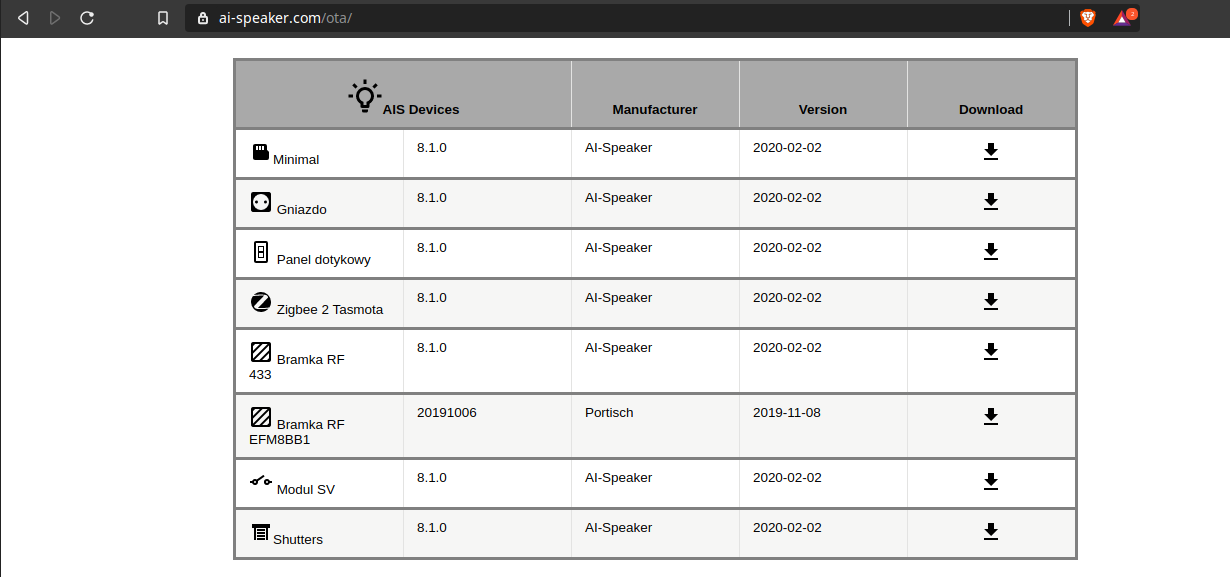 ai-speaker.com/ota/
2
AIS Devices Manufacturer Version Download
Minimal 8.1.0 AI-Speaker 2020-02-02
Gniazdo 8.1.0 AI-Speaker 2020-02-02
Panel dotykowy 8.1.0 AI-Speaker 2020-02-02
Zigbee 2 Tasmota 8.1.0 AI-Speaker 2020-02-02
Bramka RF 8.1.0 AI-Speaker 2020-02-02
433
Bramka RF 20191006 Portisch 2019-11-08
EFM8BB1
Modul SV 8.1.0 AI-Speaker 2020-02-02
Shutters 8.1.0 AI-Speaker 2020-02-02